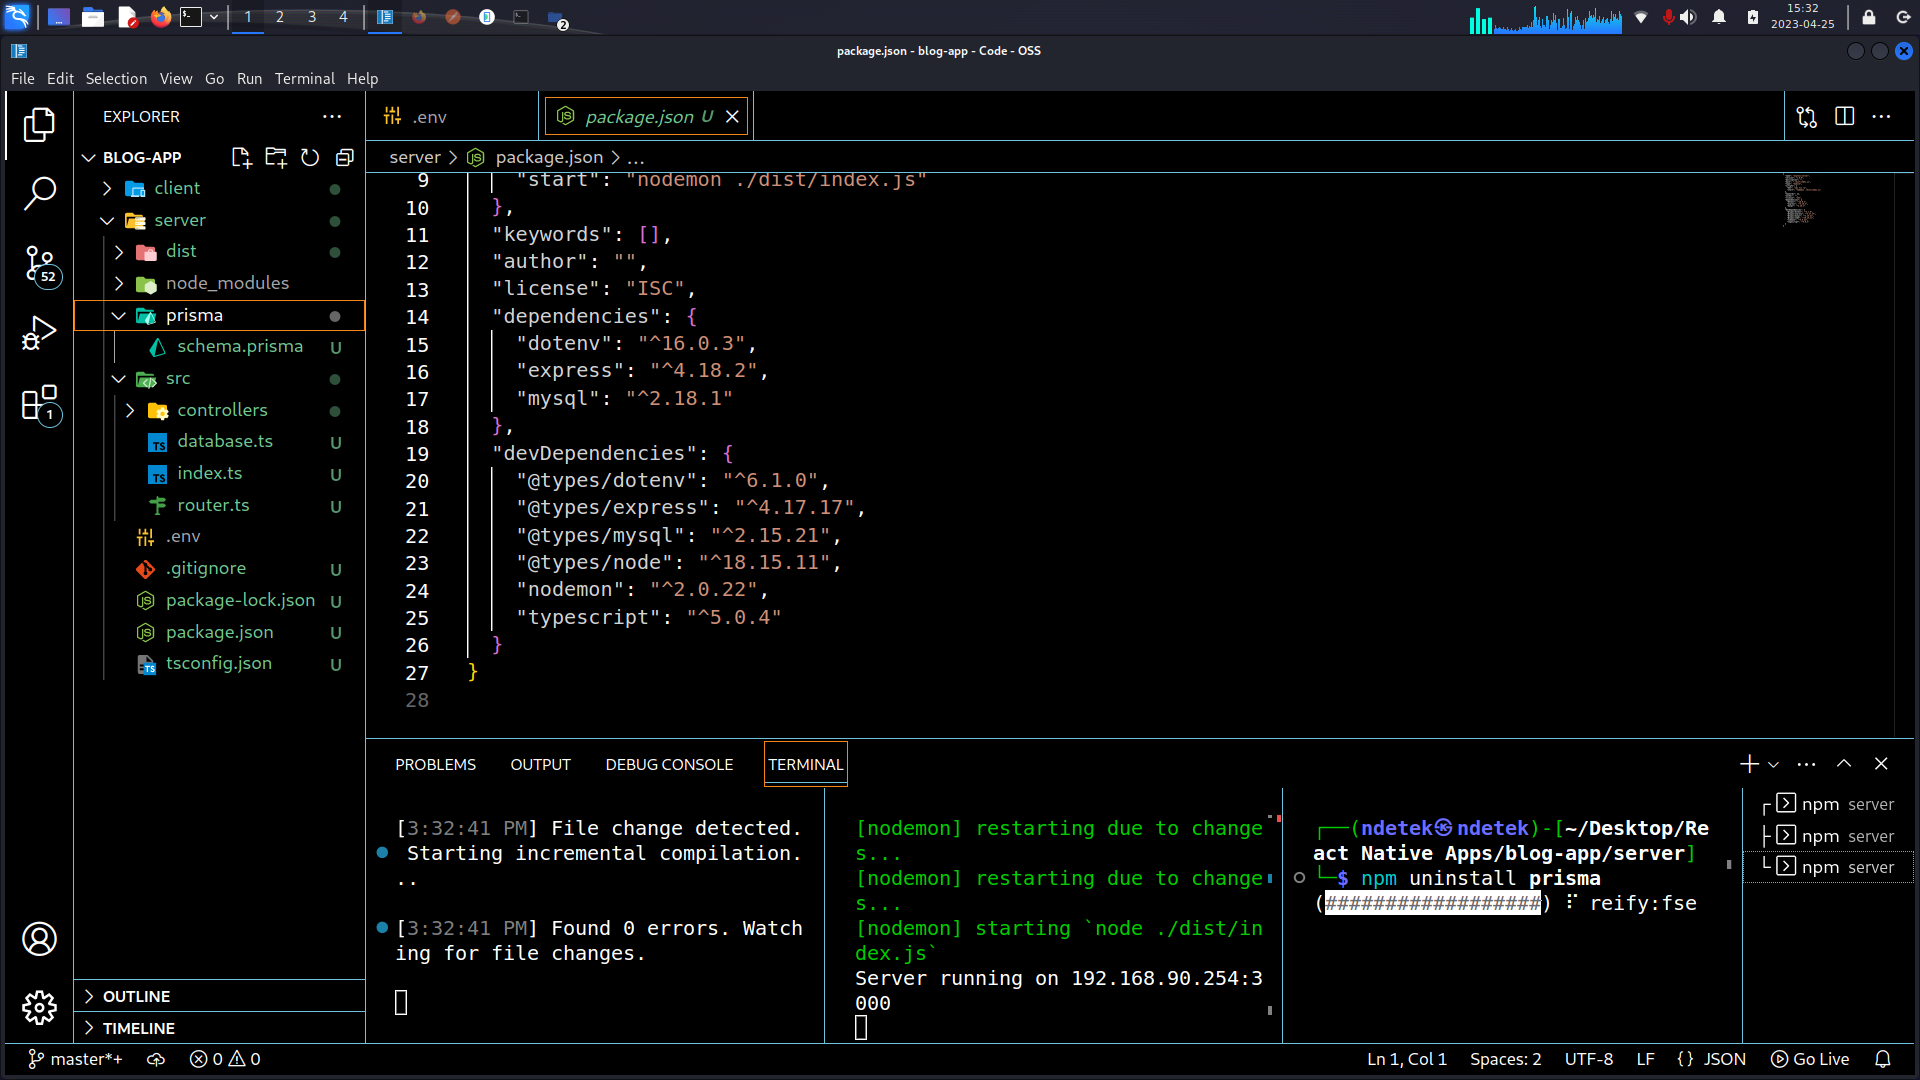 1
2
3
4
2
15:32
2023-04-25
package.json - blog-app - Code - OSS
File Edit Selection View Go Run Terminal Help
EXPLORER
BLOG-APP
client
server
dist
node_modules
prisma
schema.prisma U
src
controllers
database.ts U
index.ts U
router.ts U
.env
.gitignore U
package-lock.json U
package.json U
tsconfig.json U
OUTLINE
TIMELINE
52
1
.env
package.json U
server > package.json > ...
9 "start": "nodemon ./dist/index.js"
10 },
11 "keywords": [],
12 "author": "",
13 "license": "ISC",
14 "dependencies": {
15 "dotenv": "^16.0.3",
16 "express": "^4.18.2",
17 "mysql": "^2.18.1"
18 },
19 "devDependencies": {
20 "@types/dotenv": "^6.1.0",
21 "@types/express": "^4.17.17",
22 "@types/mysql": "^2.15.21",
23 "@types/node": "^18.15.11",
24 "nodemon": "^2.0.22",
25 "typescript": "^5.0.4"
26 }
27 }
28
PROBLEMS OUTPUT DEBUG CONSOLE TERMINAL
[3:32:41 PM] File change detected.
Starting incremental compilation.
..
[3:32:41 PM] Found 0 errors. Watch
ing for file changes.
[nodemon] restarting due to change
s...
[nodemon] restarting due to change
s...
[nodemon] starting `node ./dist/in
dex.js`
Server running on 192.168.90.254:3
000
┌──(ndetek㉿ndetek)-[~/Desktop/Re
act Native Apps/blog-app/server]
└─$ npm uninstall prisma
(##################) ⠏ reify:fse
npm server
npm server
npm server
master*+ 0 0 Ln 1, Col 1 Spaces: 2 UTF-8 LF {} JSON Go Live